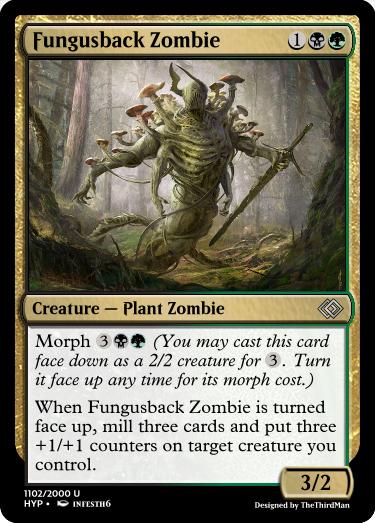 Fungusback Zombie 1
Creature — Plant Zombie
Morph 3 (You may cast this card
face down as a 2/2 creature for 3. Turn
it face up any time for its morph cost.)
When Fungusback Zombie is turned
face up, mill three cards and put three
+1/+1 counters on target creature you
control.
3/2
1102/2000 U
HYP • INFESTH6
Designed by TheThirdMan